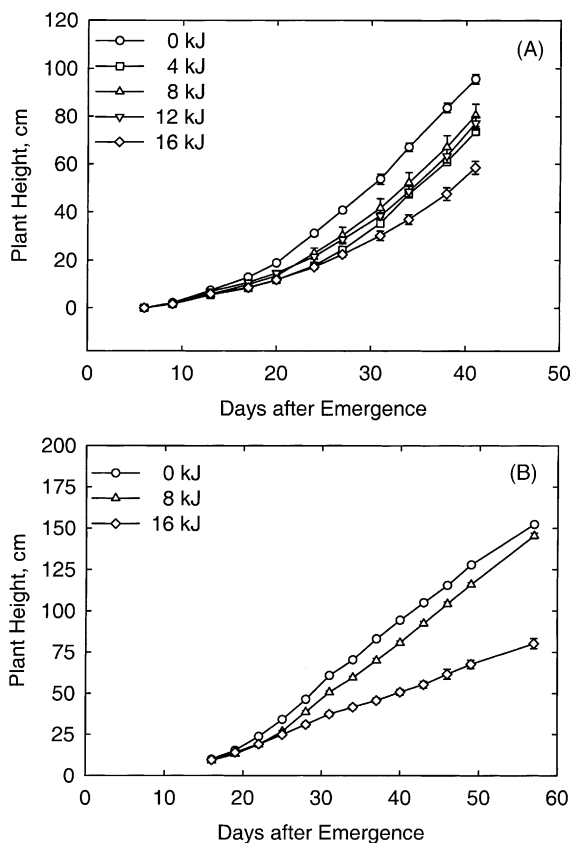 120
100
80
60
40
20
0
Plant Height, cm
0 kJ
4 kJ
8 kJ
12 kJ
16 kJ
(A)
0 10 20 30 40 50
Days after Emergence
200
175
150
125
100
75
50
25
0
Plant Height, cm
0 kJ
8 kJ
16 kJ
(B)
0 10 20 30 40 50 60
Days after Emergence